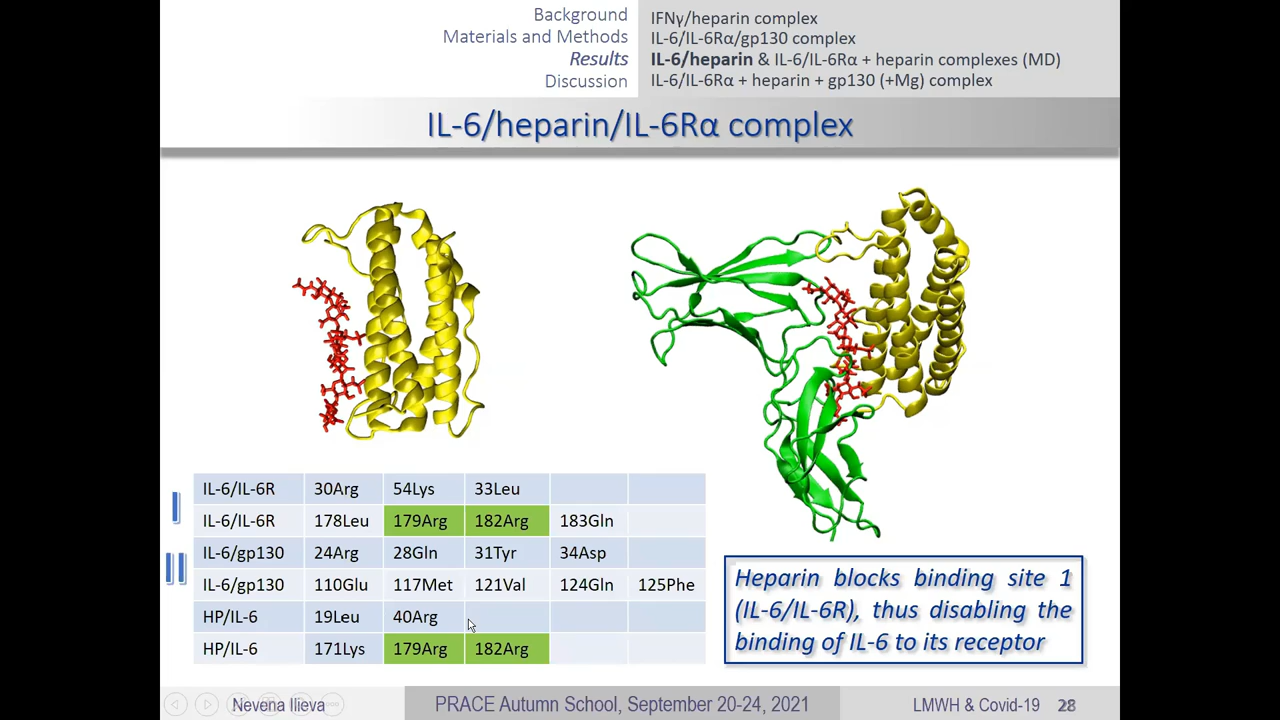 Background
Materials and Methods
Results
Discussion
IFNγ/heparin complex
IL-6/IL-6Rα/gp130 complex
IL-6/heparin & IL-6/IL-6Rα + heparin complexes (MD)
IL-6/IL-6Rα + heparin + gp130 (+Mg) complex
IL-6/heparin/IL-6Rα complex
I
IL-6/IL-6R 30Arg 54Lys 33Leu
IL-6/IL-6R 178Leu 179Arg 182Arg 183Gln
II
IL-6/gp130 24Arg 28Gln 31Tyr 34Asp
IL-6/gp130 110Glu 117Met 121Val 124Gln 125Phe
HP/IL-6 19Leu 40Arg
HP/IL-6 171Lys 179Arg 182Arg
Heparin blocks binding site 1
(IL-6/IL-6R), thus disabling the
binding of IL-6 to its receptor
Nevena Ilieva
PRACE Autumn School, September 20-24, 2021
LMWH & Covid-19 28